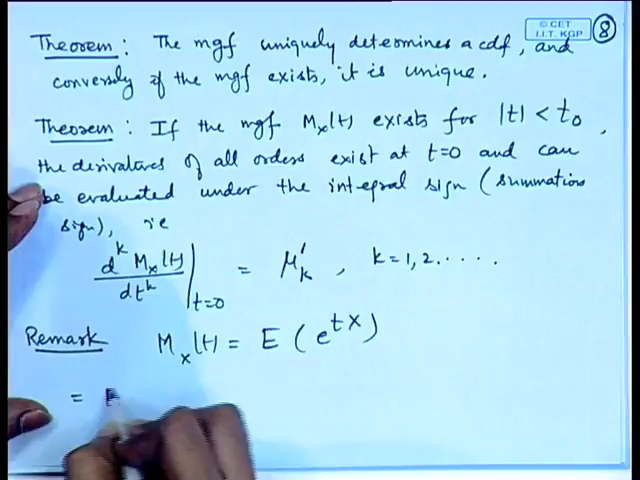 © CET
I.I.T. KGP
8
Theorem : The mgf uniquely determines a cdf, and
conversely if the mgf exists, it is unique.
Theorem : If the mgf Mx(t) exists for |t| < t₀,
the derivatives of all orders exist at t=0 and can
be evaluated under the integral sign (summation
sign), ie
d^k Mx(t) / dt^k |t=0 = μ'k , k = 1, 2 . . . . .
Remark Mx(t) = E ( e^tX )
=